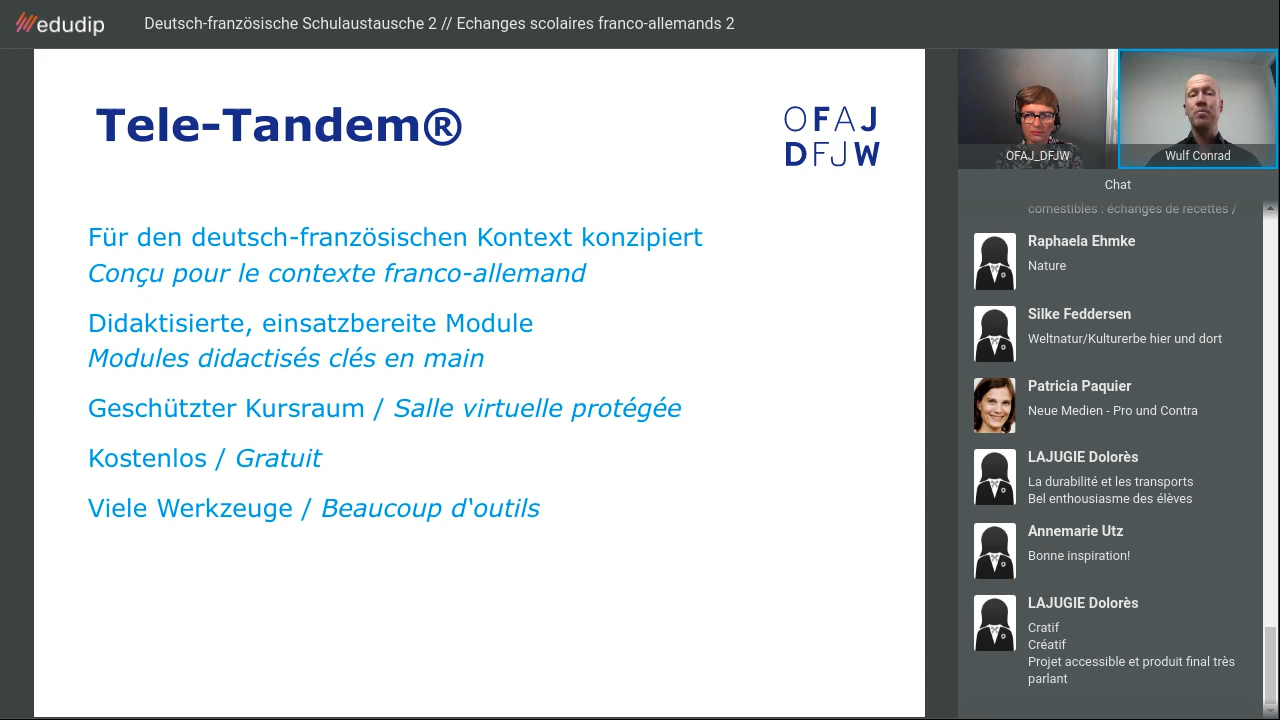 edudip
Deutsch-französische Schulaustausche 2 // Echanges scolaires franco-allemands 2
Tele-Tandem®
OFAJ
DFJW
Für den deutsch-französischen Kontext konzipiert
Conçu pour le contexte franco-allemand
Didaktisierte, einsatzbereite Module
Modules didactisés clés en main
Geschützter Kursraum / Salle virtuelle protégée
Kostenlos / Gratuit
Viele Werkzeuge / Beaucoup d'outils
OFAJ_DFJW
Wulf Conrad
Chat
comestibles : échanges de recettes /
Raphaela Ehmke
Nature
Silke Feddersen
Weltnatur/Kulturerbe hier und dort
Patricia Paquier
Neue Medien - Pro und Contra
LAJUGIE Dolorès
La durabilité et les transports
Bel enthousiasme des élèves
Annemarie Utz
Bonne inspiration!
LAJUGIE Dolorès
Cratif
Créatif
Projet accessible et produit final très
parlant